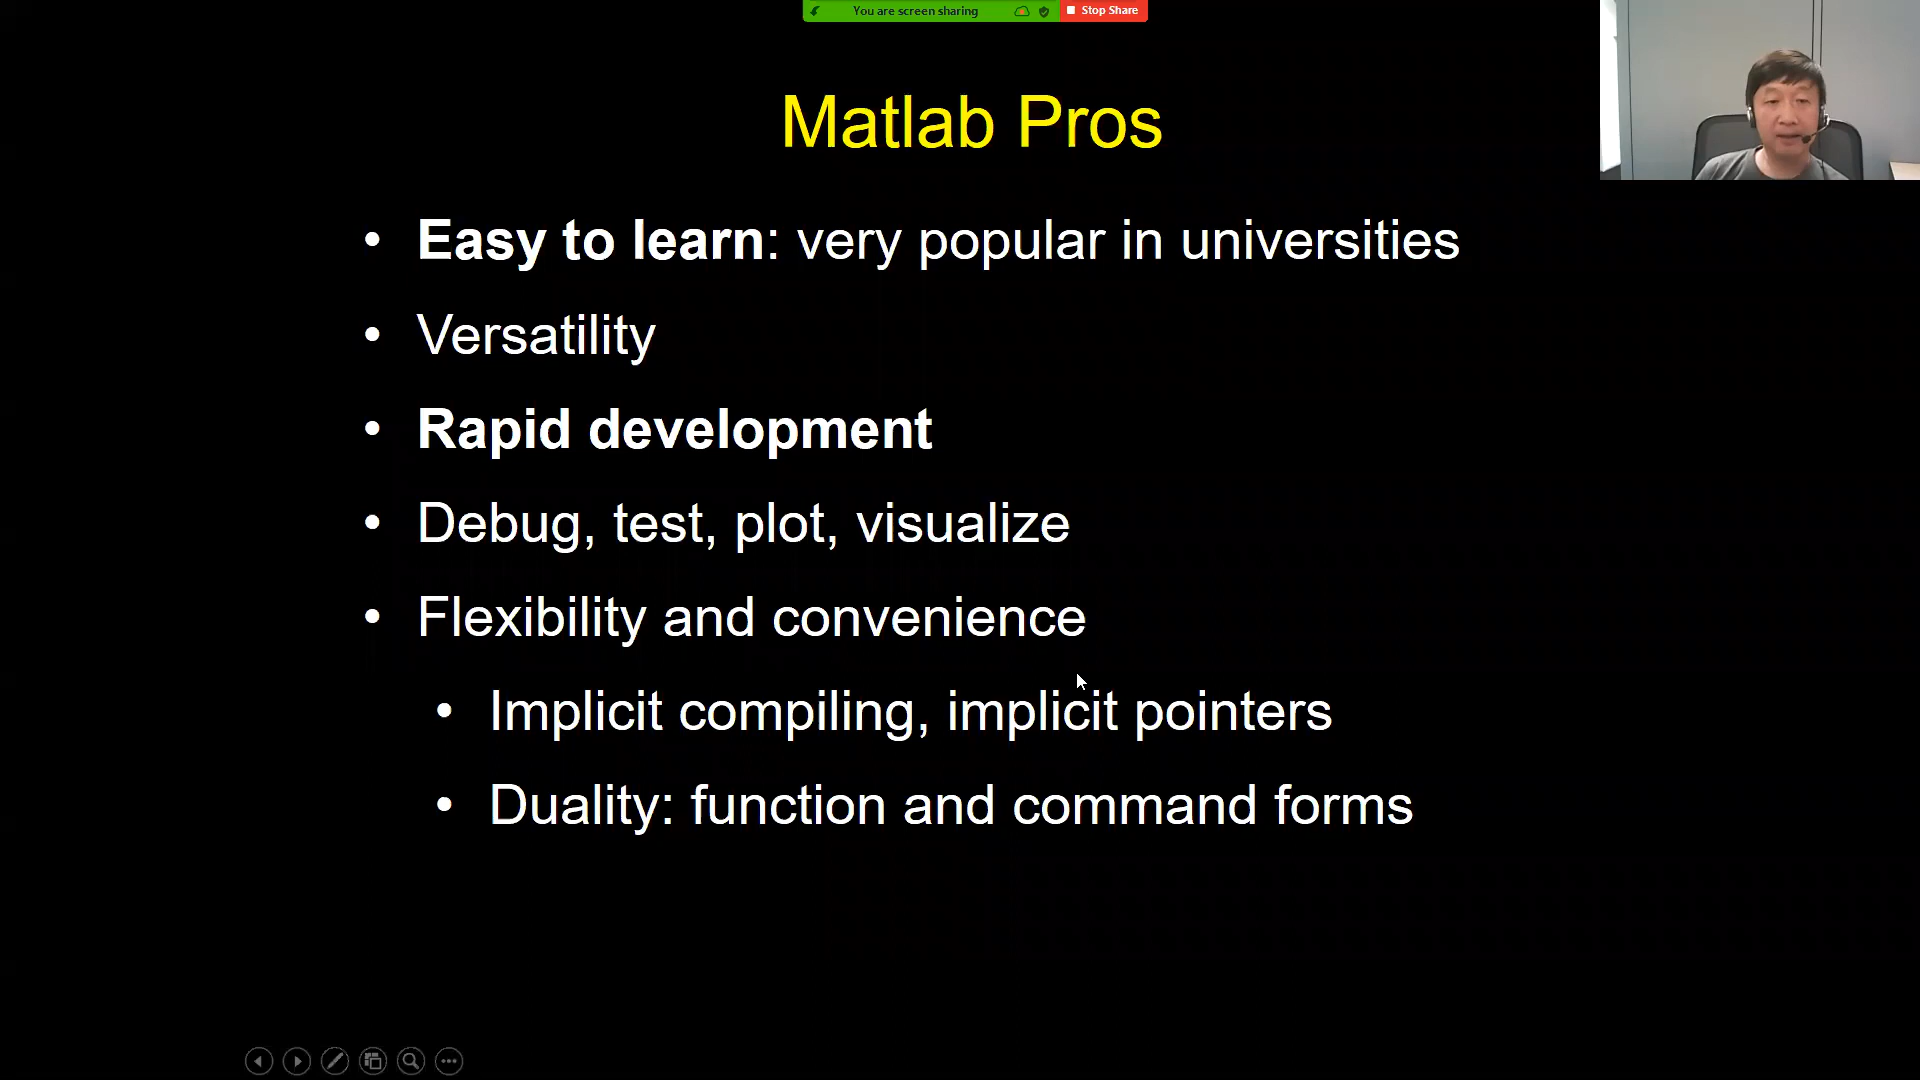 You are screen sharing
Stop Share
Matlab Pros
• Easy to learn: very popular in universities
• Versatility
• Rapid development
• Debug, test, plot, visualize
• Flexibility and convenience
• Implicit compiling, implicit pointers
• Duality: function and command forms